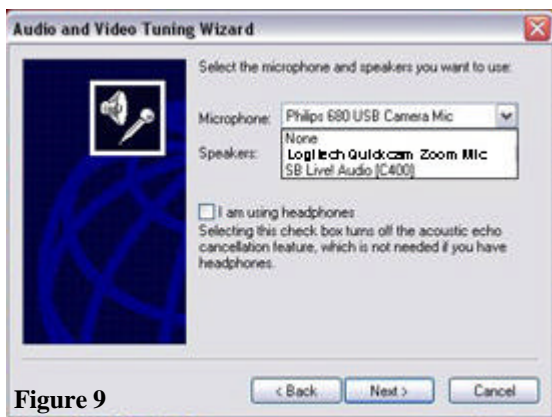 Audio and Video Tuning Wizard
Select the microphone and speakers you want to use:
Microphone: Philips 680 USB Camera Mic
None
Speakers: Logitech Quickcam Zoom Mic
SB Live! Audio [C400]
I am using headphones
Selecting this check box turns off the acoustic echo
cancellation feature, which is not needed if you have
headphones.
< Back Next > Cancel
Figure 9